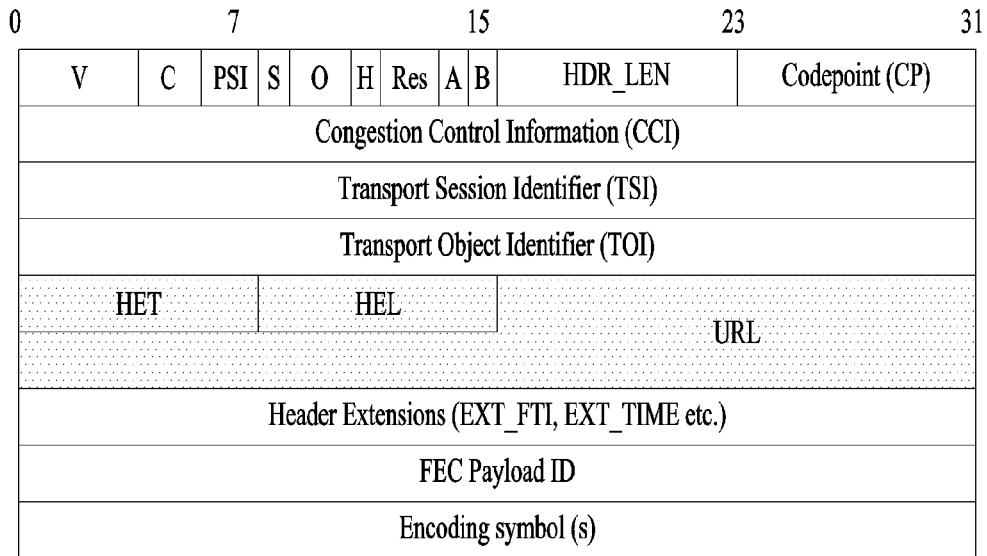 0 7 15 23 31
V C PSI S O H Res A B HDR_LEN Codepoint (CP)
Congestion Control Information (CCI)
Transport Session Identifier (TSI)
Transport Object Identifier (TOI)
HET HEL
URL
Header Extensions (EXT_FTI, EXT_TIME etc.)
FEC Payload ID
Encoding symbol (s)